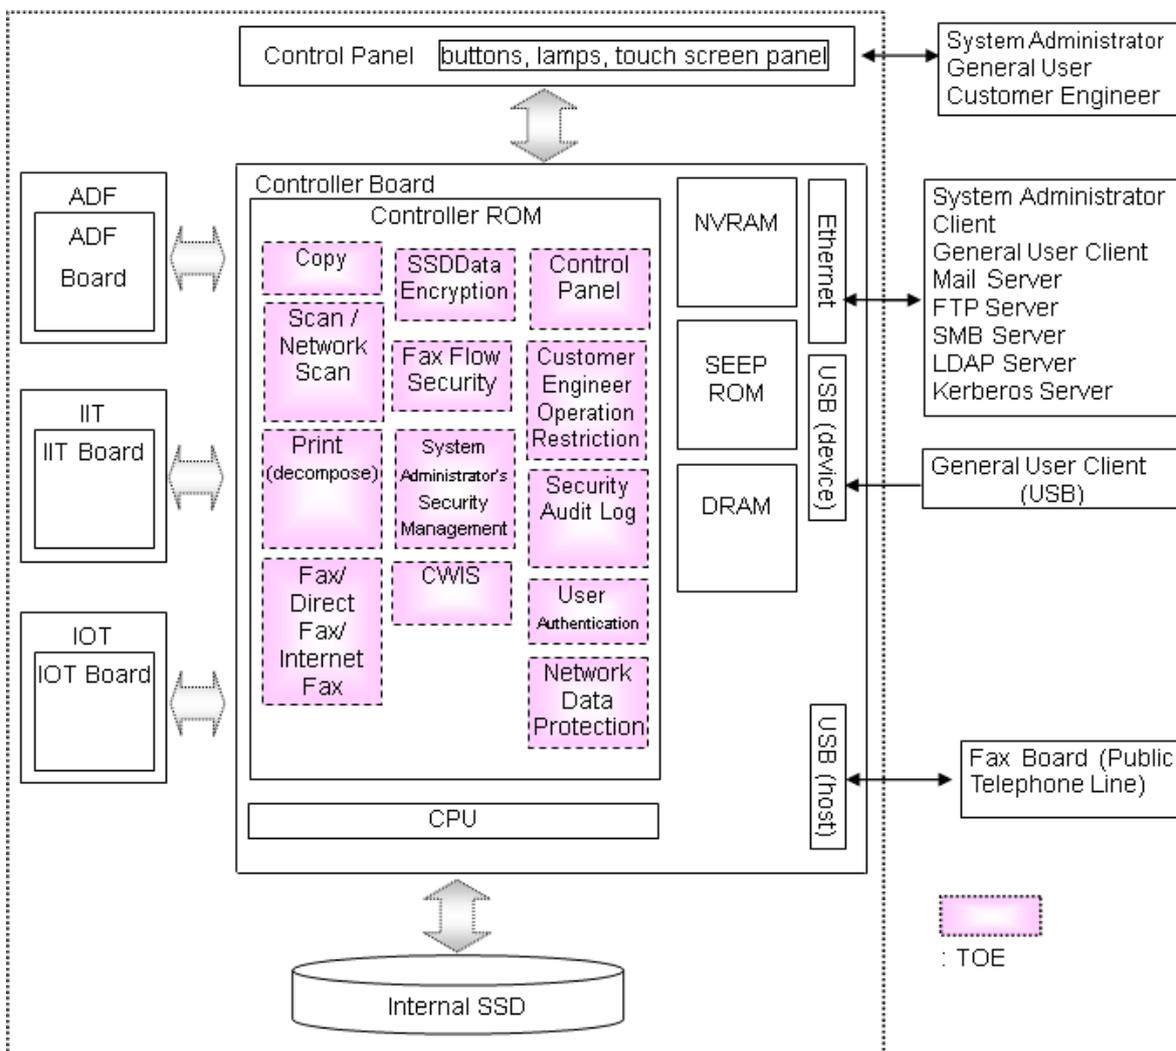 Control Panel
buttons, lamps, touch screen panel
System Administrator
General User
Customer Engineer
ADF
ADF
Board
IIT
IIT Board
IOT
IOT Board
Controller Board
Controller ROM
Copy
Scan /
Network
Scan
Print
(decompose)
Fax/
Direct
Fax/
Internet
Fax
SSDData
Encryption
Fax Flow
Security
System
Administrator's
Security
Management
CWIS
Control
Panel
Customer
Engineer
Operation
Restriction
Security
Audit Log
User
Authentication
Network
Data
Protection
CPU
NVRAM
SEEP
ROM
DRAM
Ethernet
USB (device)
USB (host)
System Administrator
Client
General User Client
Mail Server
FTP Server
SMB Server
LDAP Server
Kerberos Server
General User Client
(USB)
Fax Board (Public
Telephone Line)
Internal SSD
: TOE